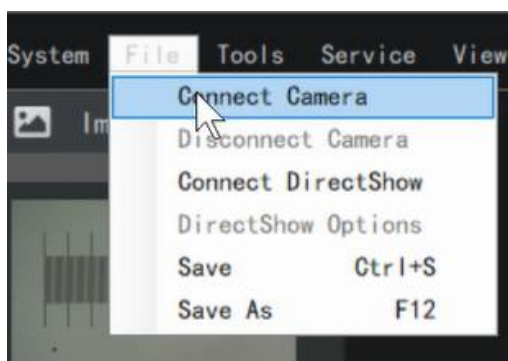 System File Tools Service View
Connect Camera
Disconnect Camera
Connect DirectShow
DirectShow Options
Save Ctrl+S
Save As F12